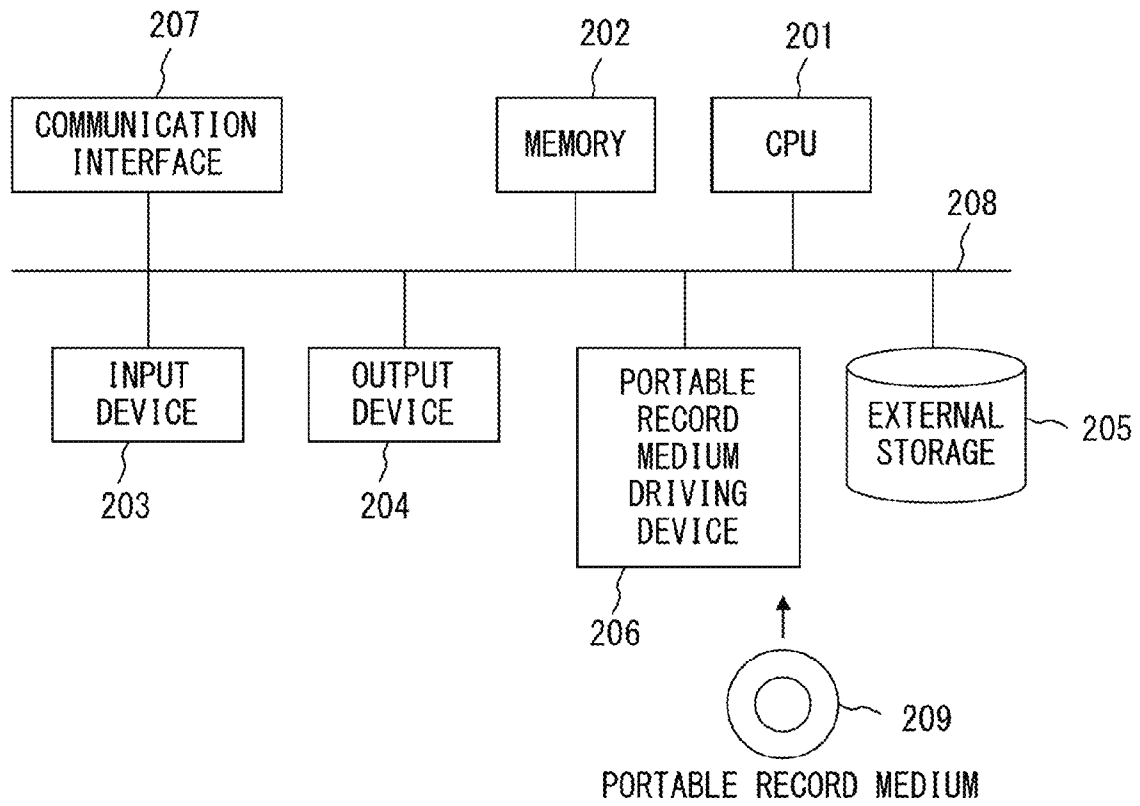 207
202
201
COMMUNICATION
INTERFACE
MEMORY
CPU
208
INPUT
DEVICE
203
OUTPUT
DEVICE
204
PORTABLE
RECORD
MEDIUM
DRIVING
DEVICE
206
EXTERNAL
STORAGE
205
209
PORTABLE RECORD MEDIUM